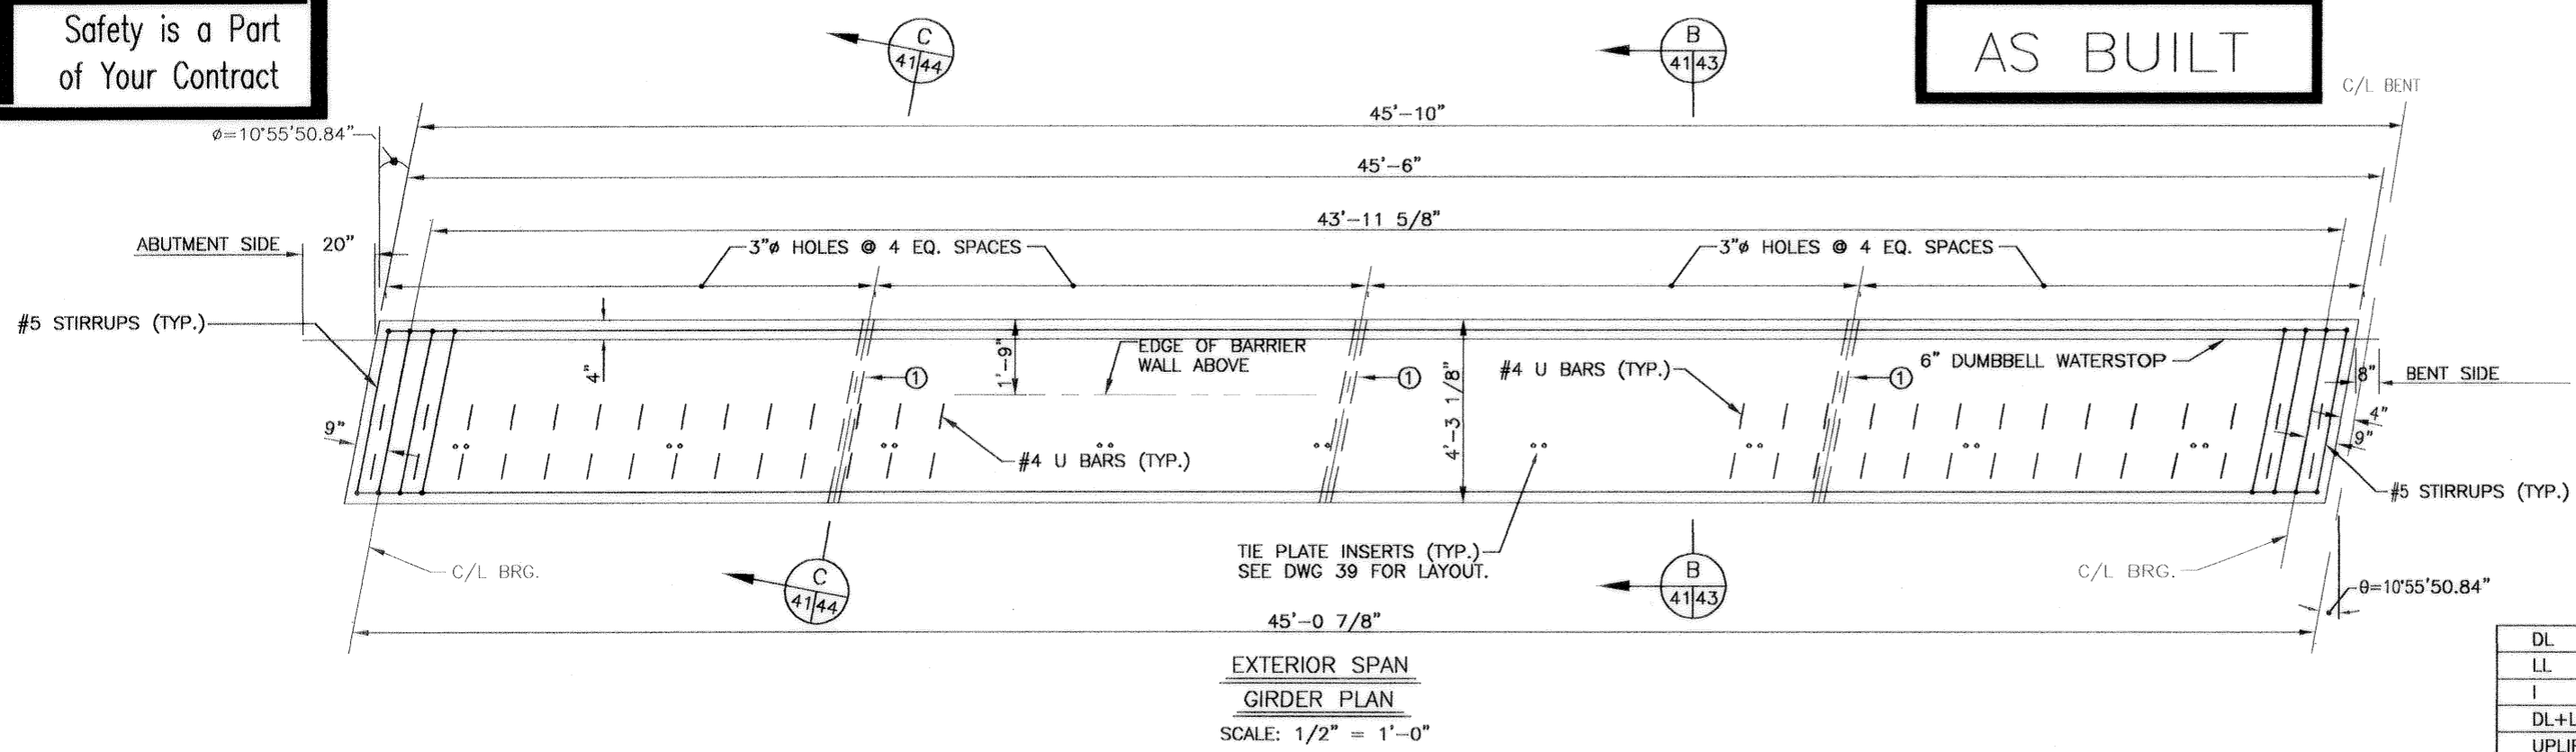 Safety is a Part
of Your Contract
C
41 44
B
41 43
AS BUILT
C/L BENT
ø=10°55'50.84"
45'-10"
45'-6"
43'-11 5/8"
ABUTMENT SIDE
20"
3"ø HOLES @ 4 EQ. SPACES
3"ø HOLES @ 4 EQ. SPACES
#5 STIRRUPS (TYP.)
4"
1'-9"
EDGE OF BARRIER
WALL ABOVE
1
1
1
4'-3 1/8"
#4 U BARS (TYP.)
6" DUMBBELL WATERSTOP
8"
BENT SIDE
9"
4"
9"
#4 U BARS (TYP.)
#5 STIRRUPS (TYP.)
TIE PLATE INSERTS (TYP.)
SEE DWG 39 FOR LAYOUT.
C/L BRG.
C
41 44
B
41 43
C/L BRG.
θ=10°55'50.84"
45'-0 7/8"
EXTERIOR SPAN
GIRDER PLAN
SCALE: 1/2" = 1'-0"
DL
LL
I
DL+L
UPLIF